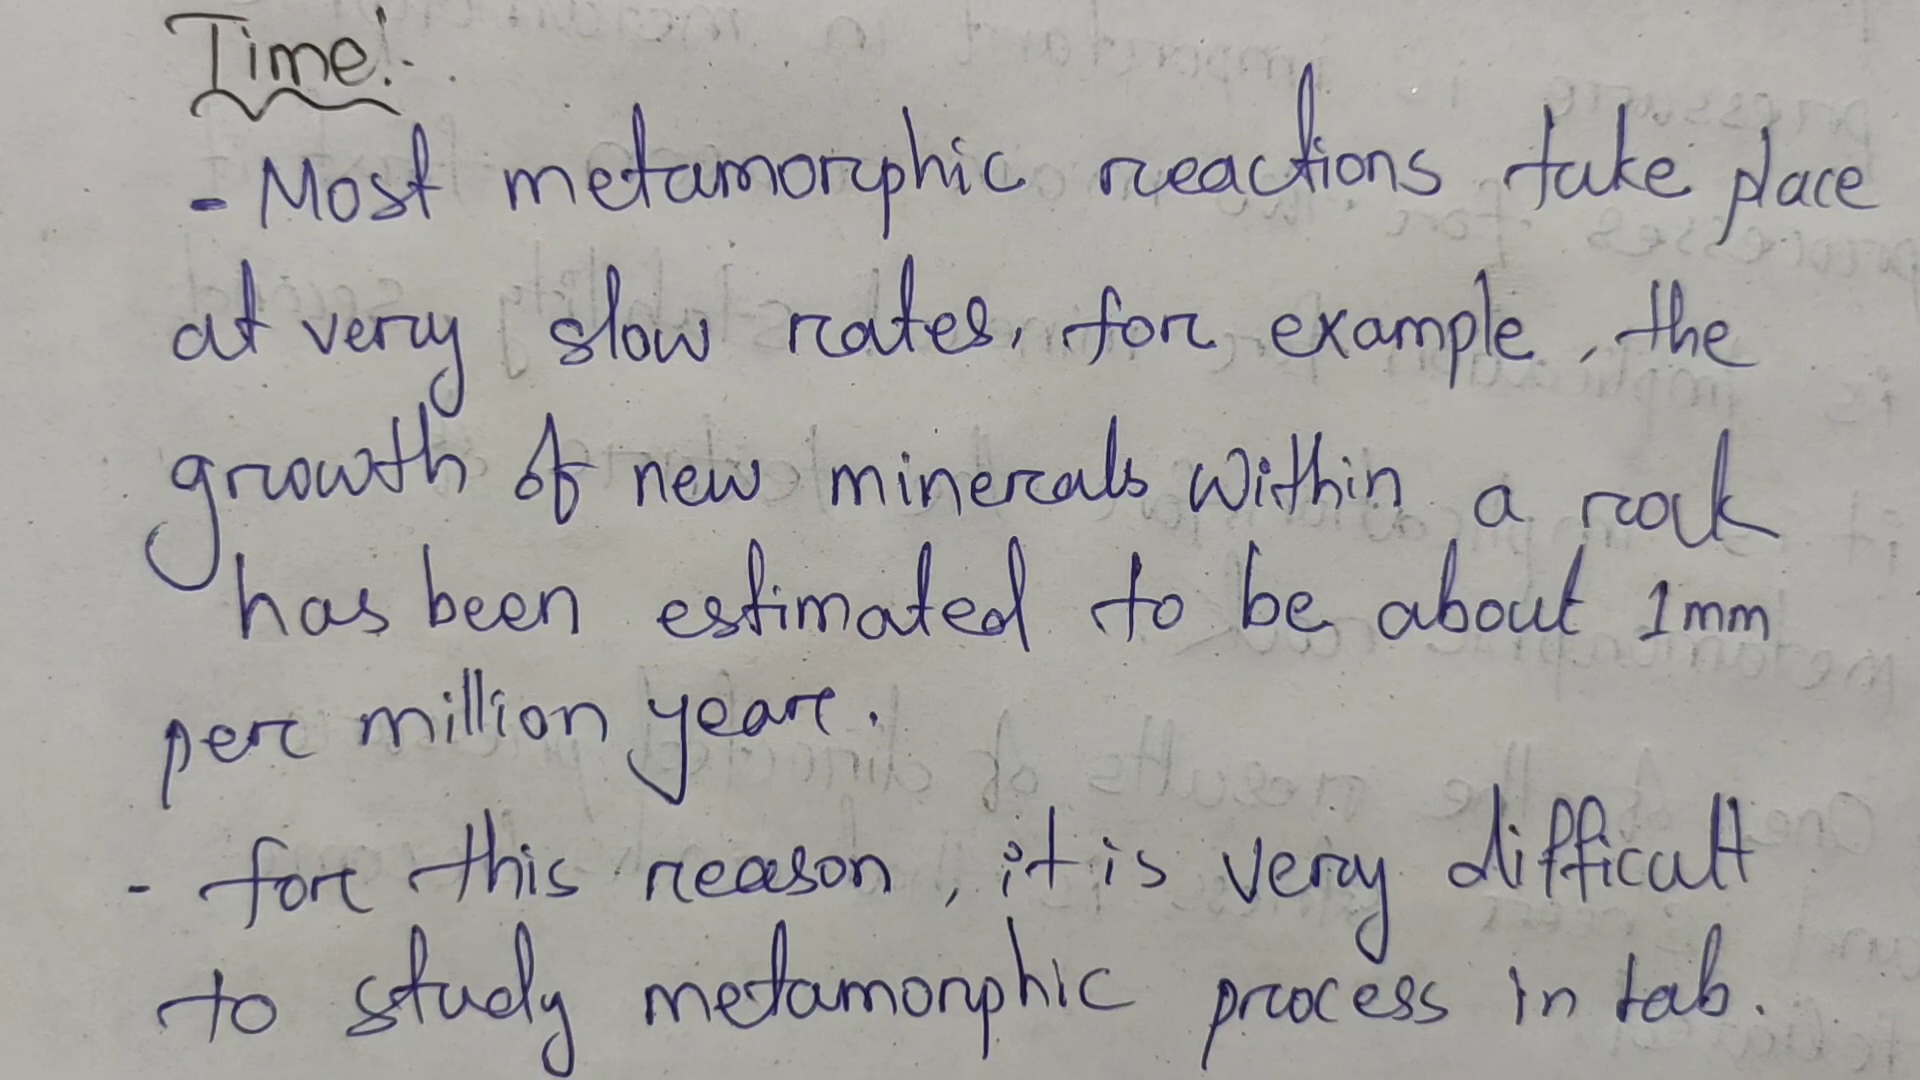 Time:-
- Most metamorphic reactions take place
at very slow rates, for example, the
growth of new minerals within a rock
has been estimated to be about 1mm
per million year.
- for this reason, it is very difficult
to study metamorphic process in lab.